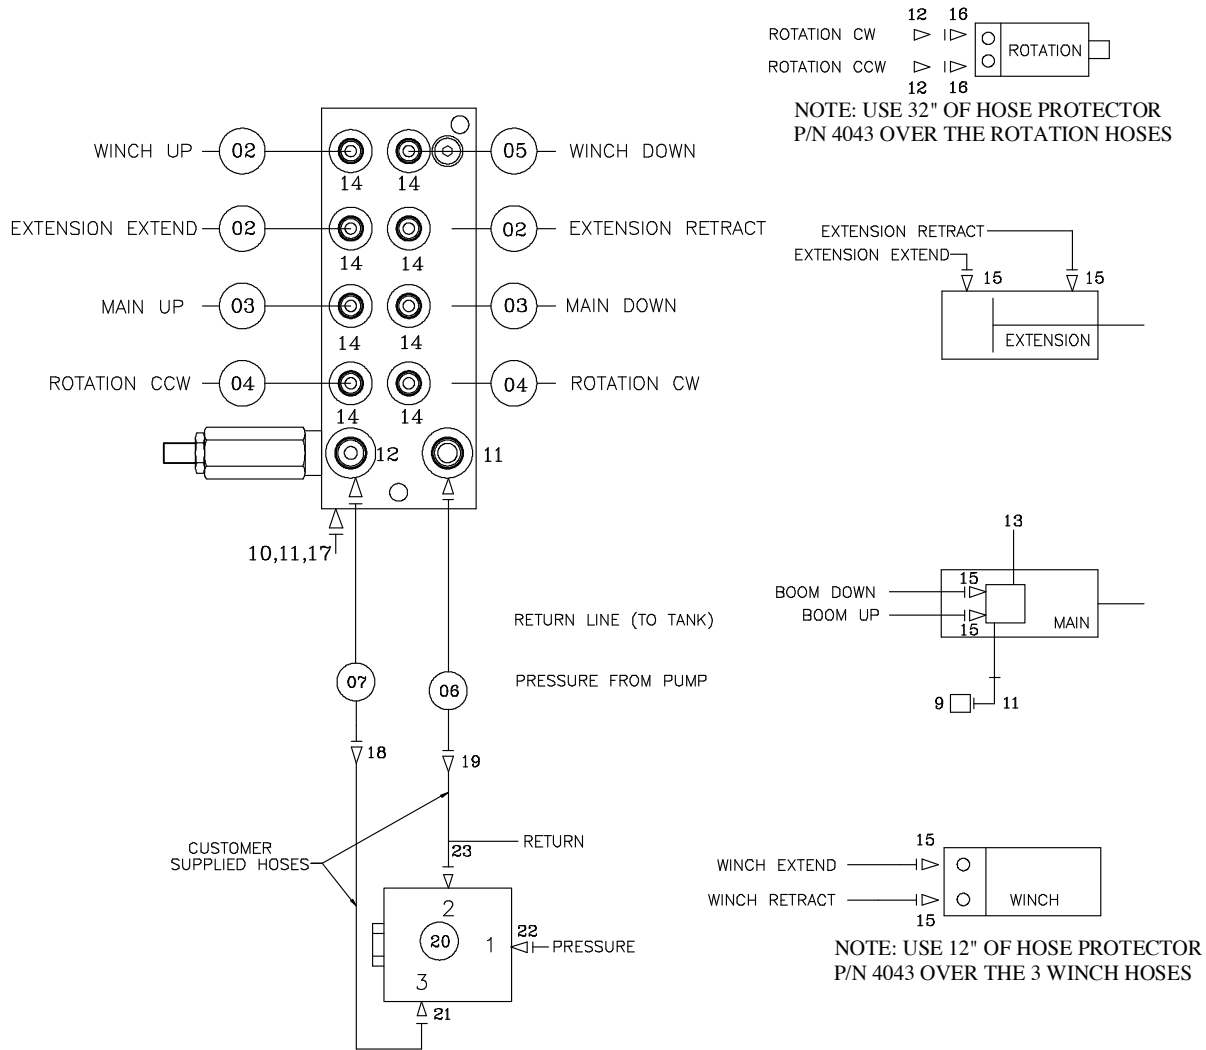 12 16
ROTATION CW
ROTATION
ROTATION CCW
12 16
NOTE: USE 32" OF HOSE PROTECTOR
P/N 4043 OVER THE ROTATION HOSES
WINCH UP 02 05 WINCH DOWN
14 14
EXTENSION EXTEND 02 02 EXTENSION RETRACT
14 14
MAIN UP 03 03 MAIN DOWN
14 14
ROTATION CCW 04 04 ROTATION CW
14 14
12 11
10,11,17
EXTENSION RETRACT
EXTENSION EXTEND
15 15
EXTENSION
13
15
BOOM DOWN
BOOM UP
15
MAIN
9 11
RETURN LINE (TO TANK)
PRESSURE FROM PUMP
07 06
18 19
CUSTOMER
SUPPLIED HOSES
RETURN
23
2
20
1
22
PRESSURE
3
21
15
WINCH EXTEND
WINCH RETRACT
WINCH
15
NOTE: USE 12" OF HOSE PROTECTOR
P/N 4043 OVER THE 3 WINCH HOSES